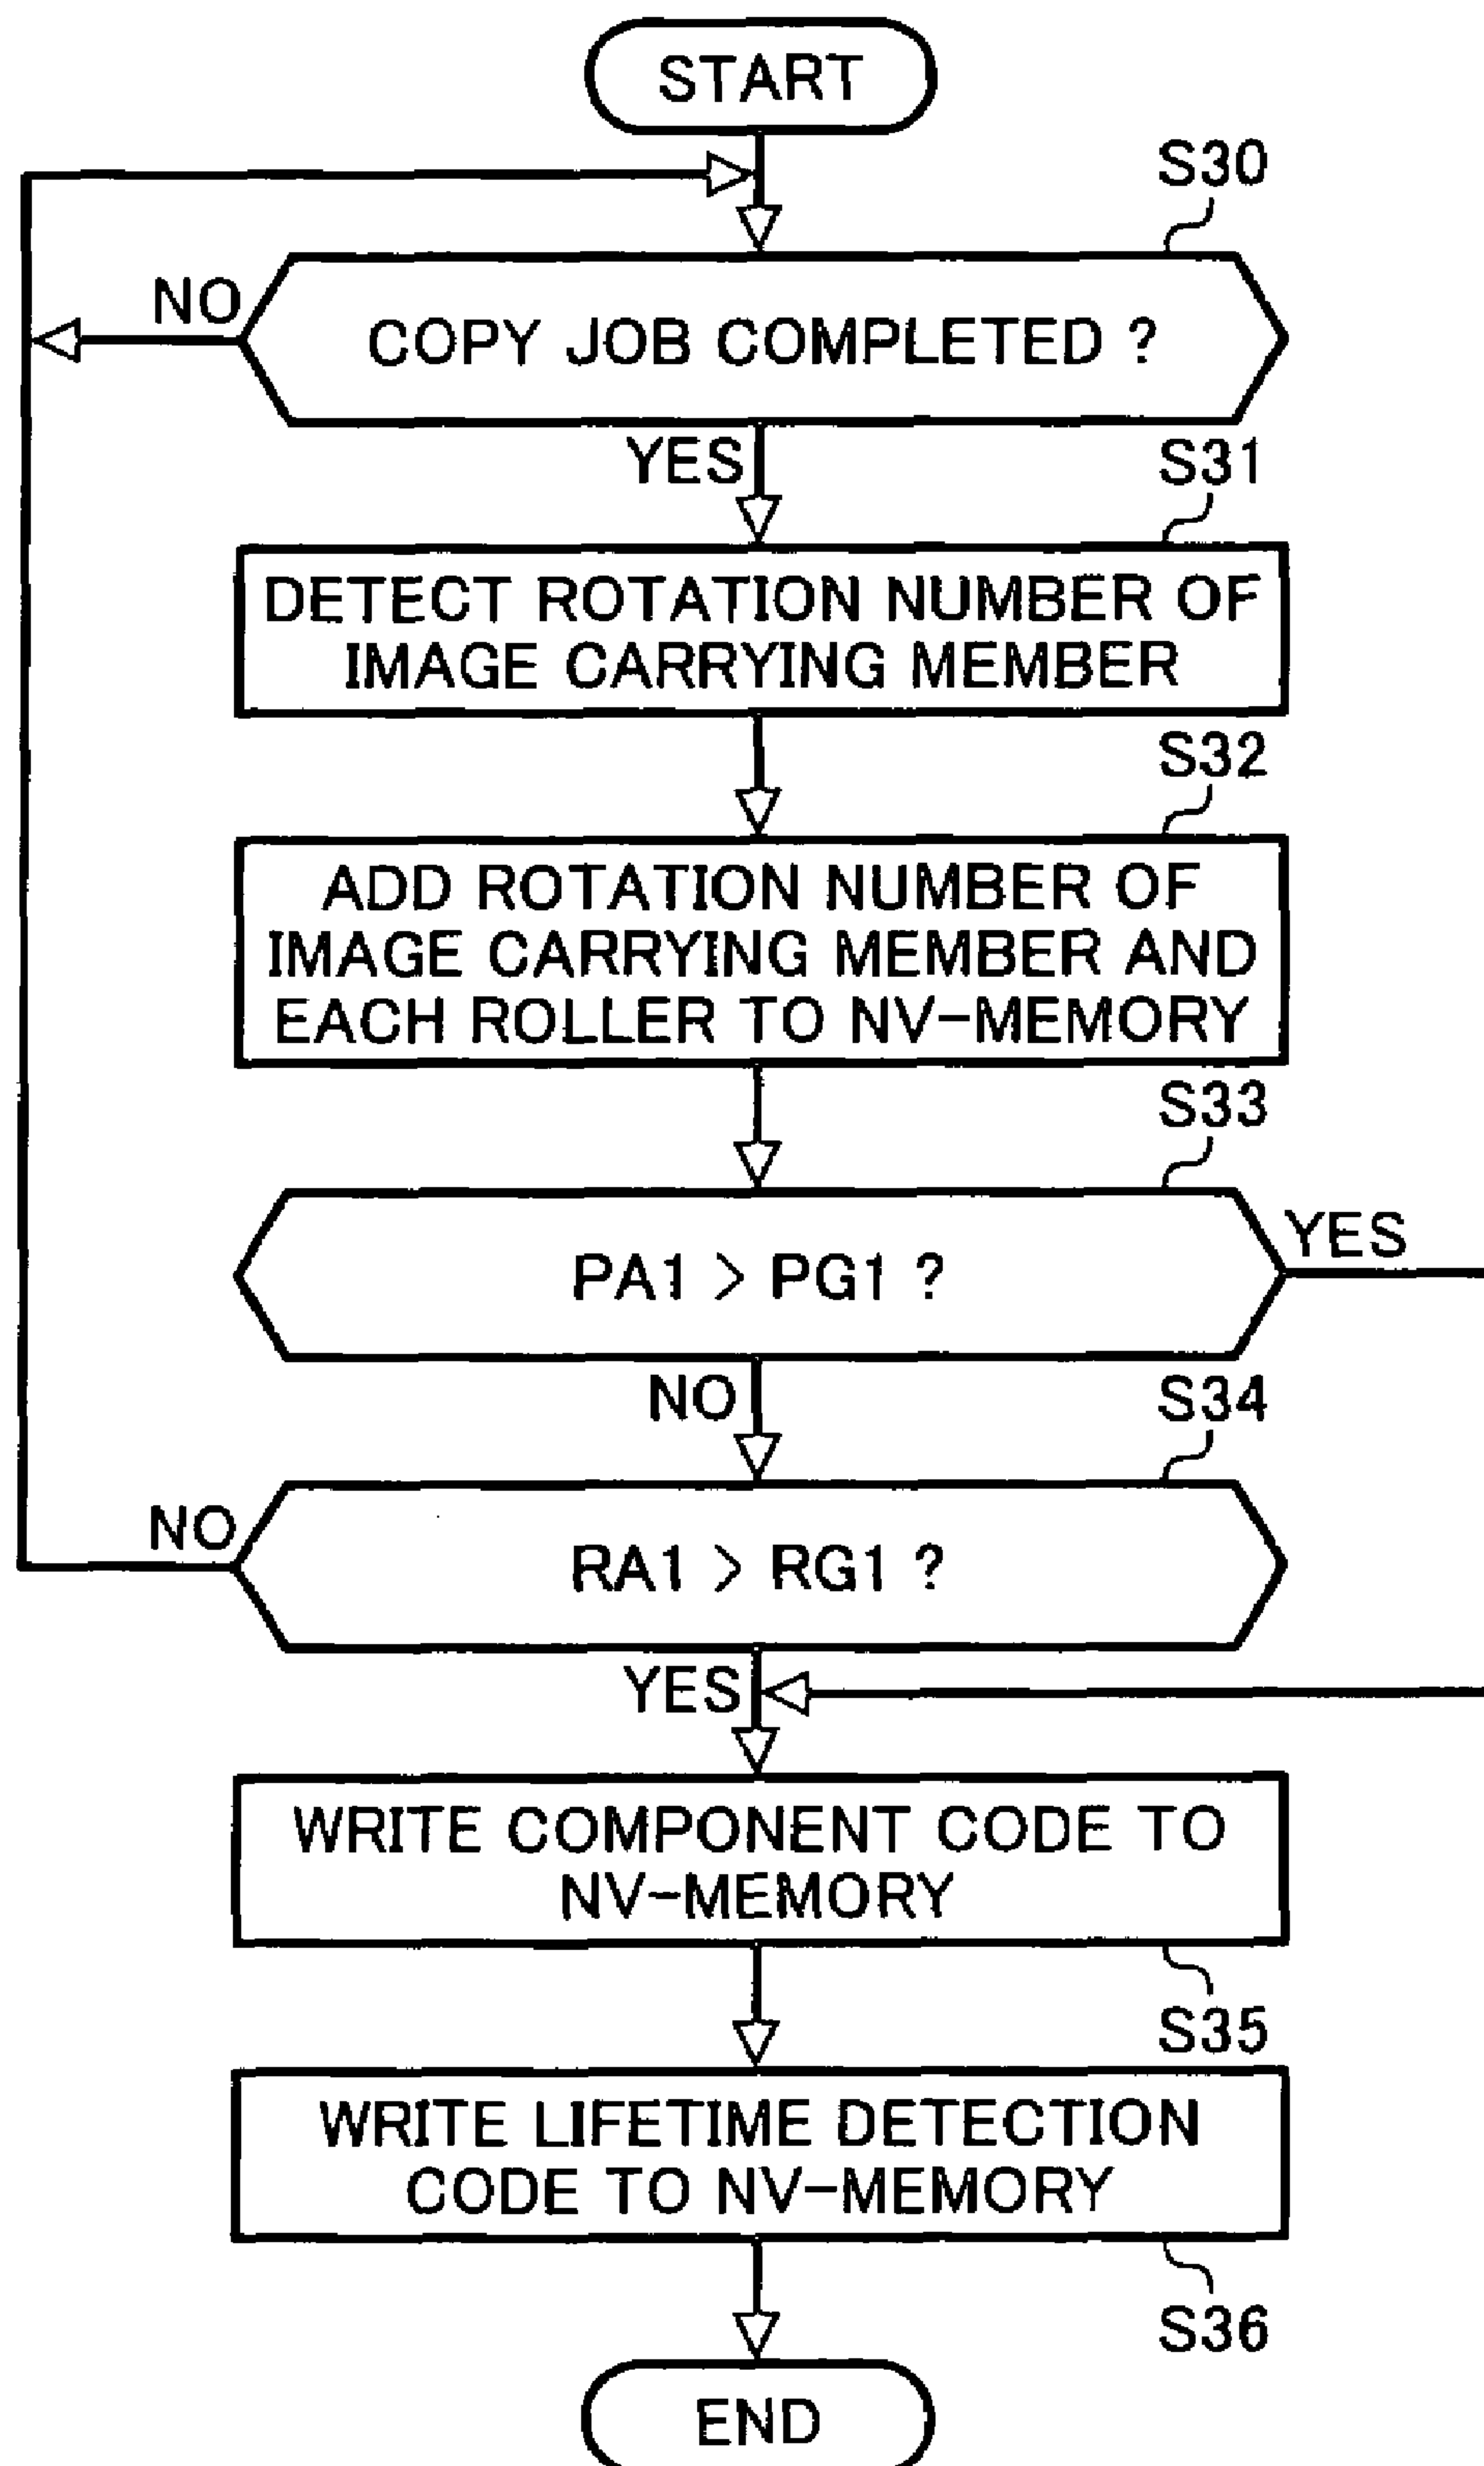 START
S30
NO
COPY JOB COMPLETED ?
YES
S31
DETECT ROTATION NUMBER OF
IMAGE CARRYING MEMBER
S32
ADD ROTATION NUMBER OF
IMAGE CARRYING MEMBER AND
EACH ROLLER TO NV-MEMORY
S33
YES
PA1 > PG1 ?
NO
S34
NO
RA1 > RG1 ?
YES
WRITE COMPONENT CODE TO
NV-MEMORY
S35
WRITE LIFETIME DETECTION
CODE TO NV-MEMORY
S36
END